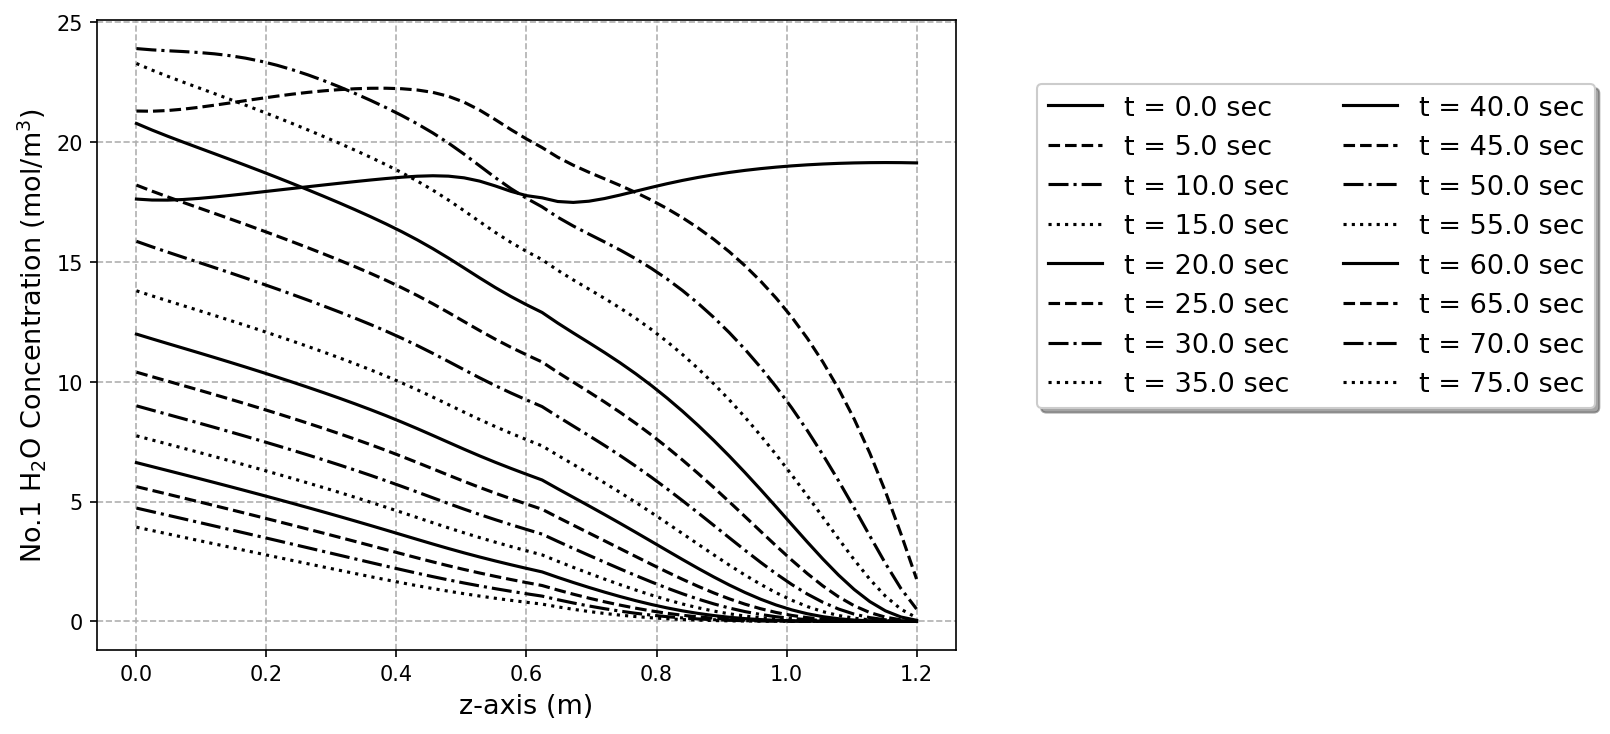 25
20
15
10
5
0
No.1 H₂O Concentration (mol/m³)
0.0 0.2 0.4 0.6 0.8 1.0 1.2
z-axis (m)
t = 0.0 sec
t = 5.0 sec
t = 10.0 sec
t = 15.0 sec
t = 20.0 sec
t = 25.0 sec
t = 30.0 sec
t = 35.0 sec
t = 40.0 sec
t = 45.0 sec
t = 50.0 sec
t = 55.0 sec
t = 60.0 sec
t = 65.0 sec
t = 70.0 sec
t = 75.0 sec